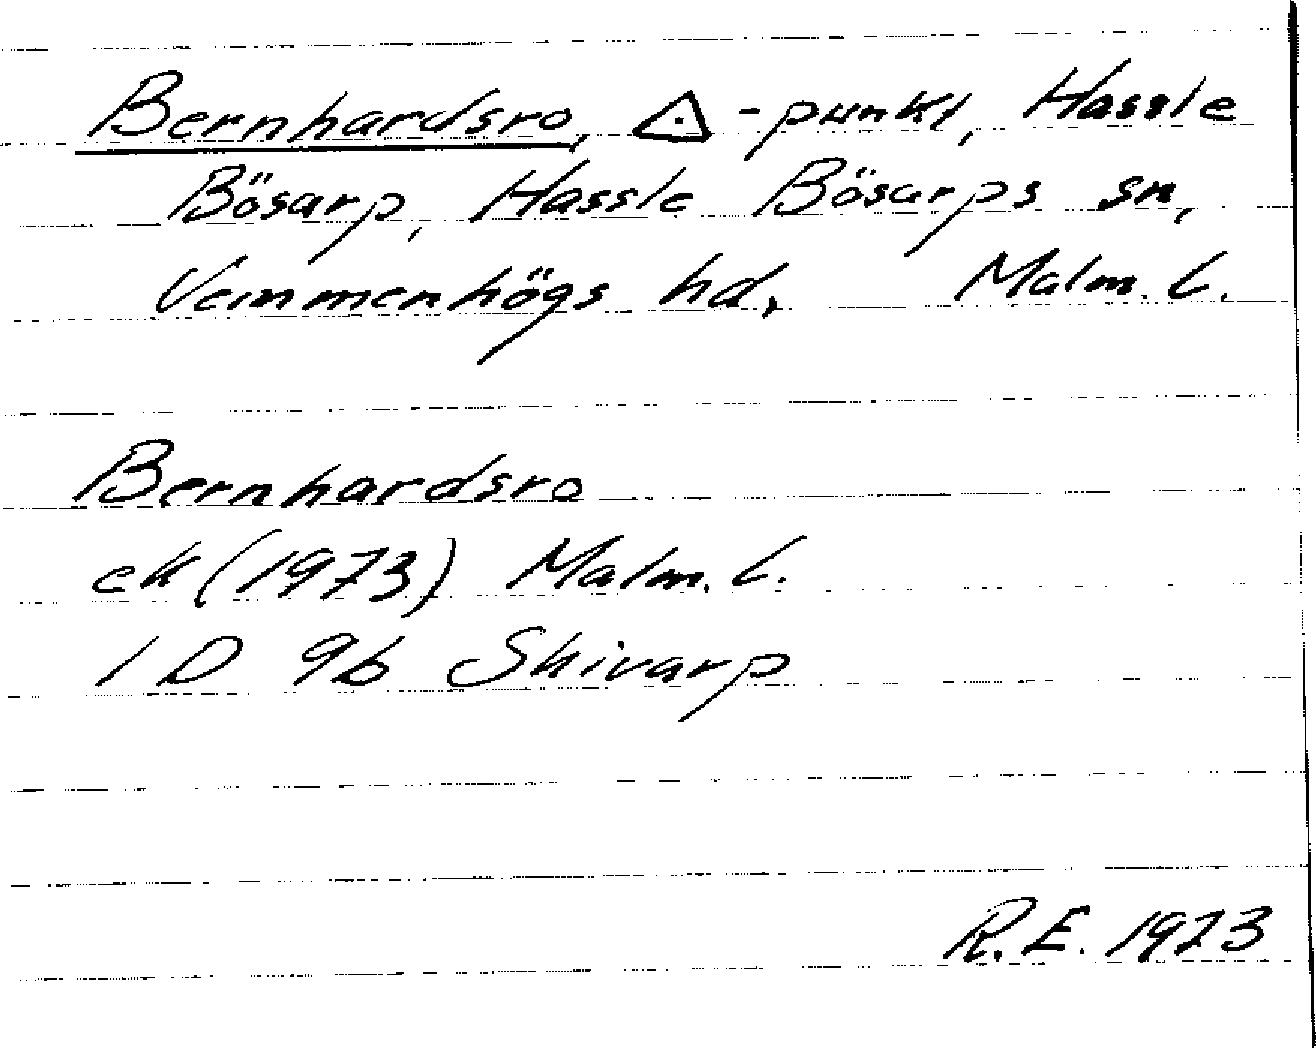 Bernhardsro, △-punkt, Hassle
Bösarp, Hassle Bösarps sn,
Vemmenhögs hd, Malm. l.
Bernhardsro
ek (1973) Malm. l.
1 D 9b Skivarp
R.E. 1973